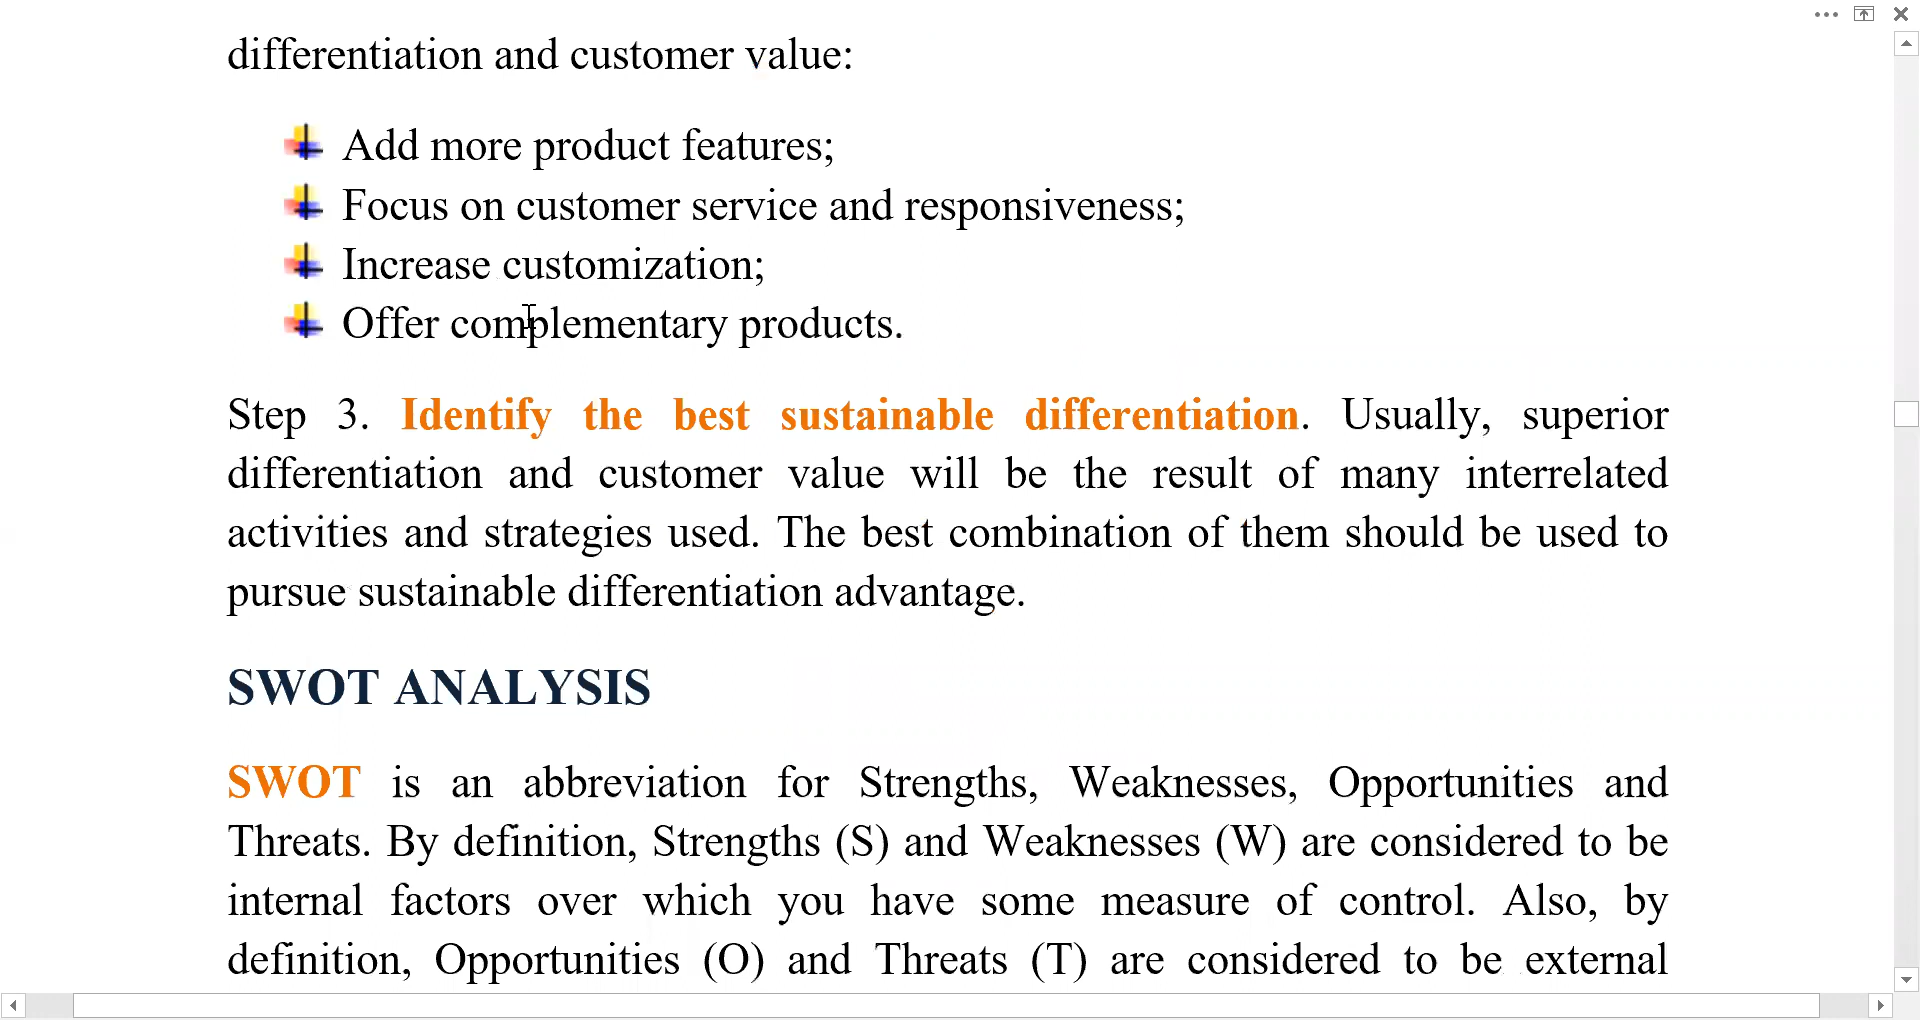 differentiation and customer value:
Add more product features;
Focus on customer service and responsiveness;
Increase customization;
Offer complementary products.
Step 3. Identify the best sustainable differentiation. Usually, superior
differentiation and customer value will be the result of many interrelated
activities and strategies used. The best combination of them should be used to
pursue sustainable differentiation advantage.
SWOT ANALYSIS
SWOT is an abbreviation for Strengths, Weaknesses, Opportunities and
Threats. By definition, Strengths (S) and Weaknesses (W) are considered to be
internal factors over which you have some measure of control. Also, by
definition, Opportunities (O) and Threats (T) are considered to be external